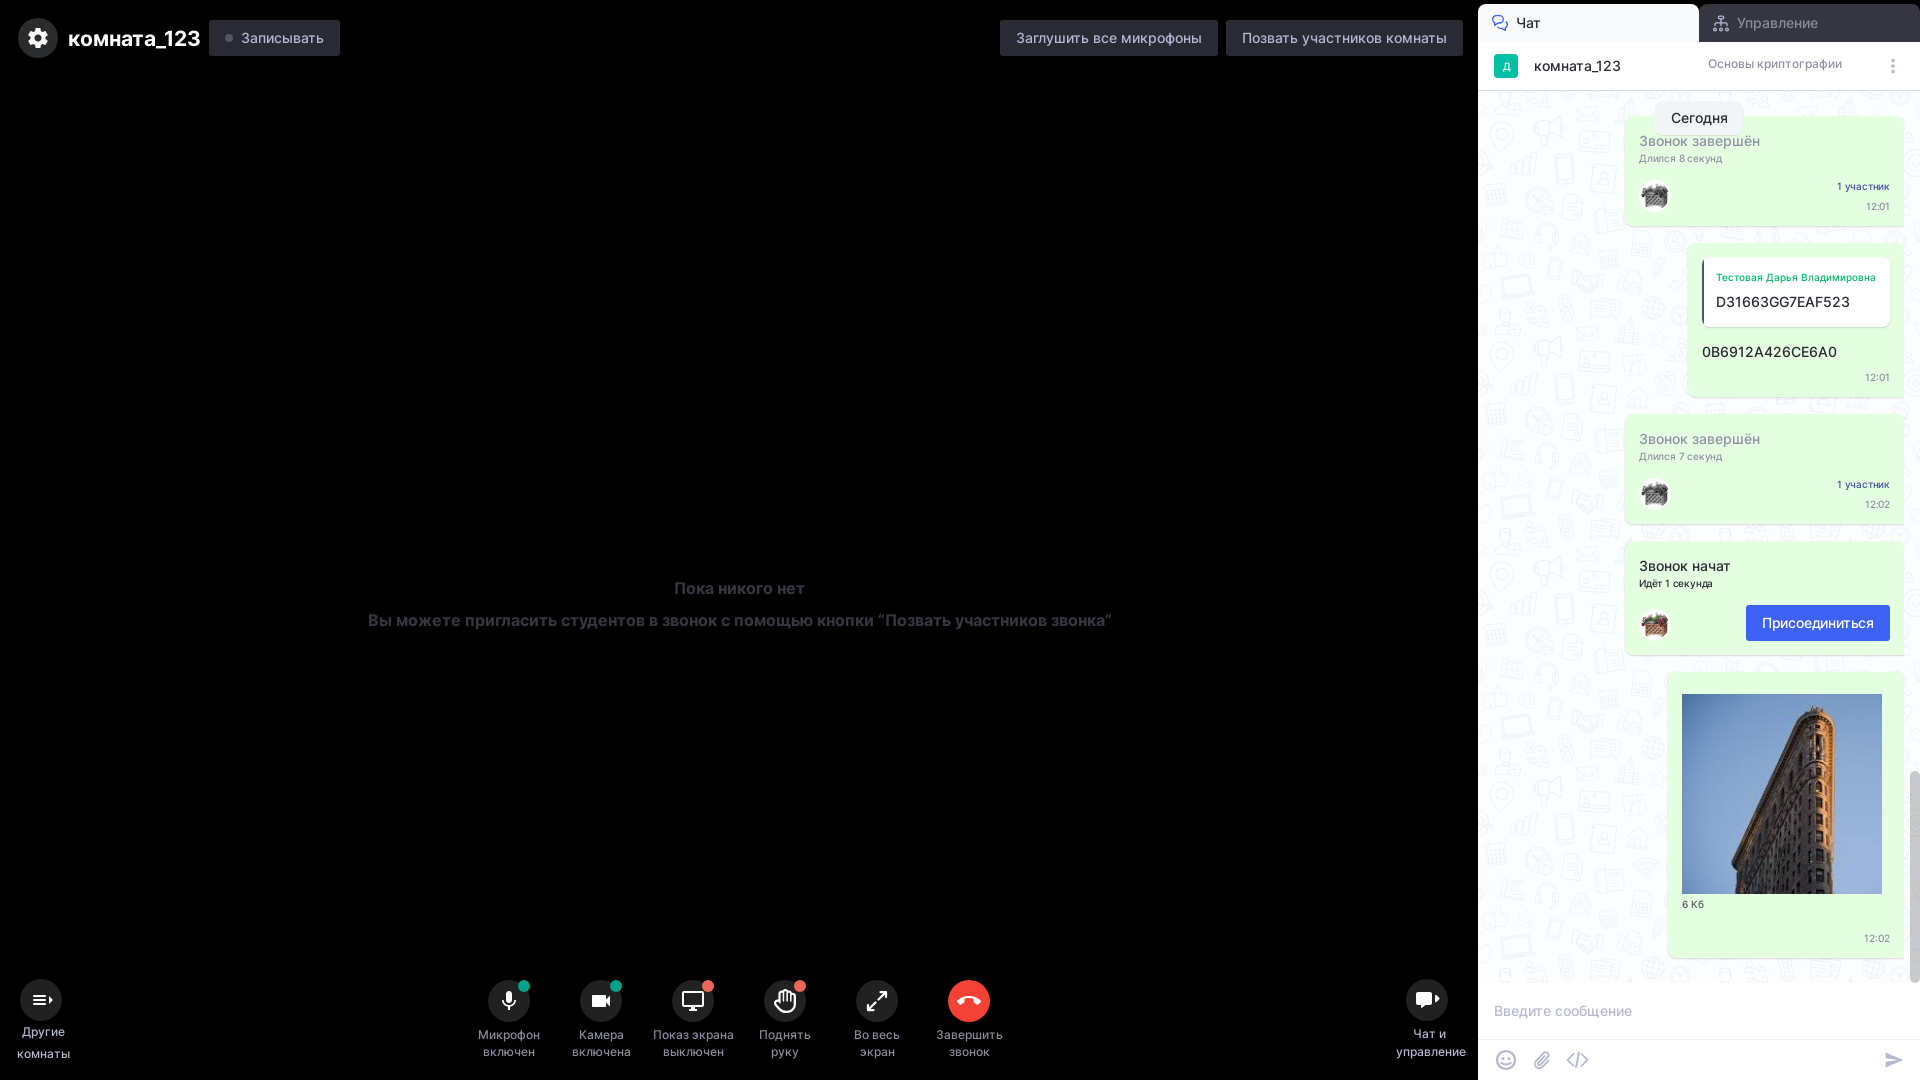 комната_123
Записывать
Заглушить все микрофоны
Позвать участников комнаты
Чат
Управление
Д
комната_123
Основы криптографии
Сегодня
Звонок завершён
Длился 8 секунд
1 участник
12:01
Тестовая Дарья Владимировна
D31663GG7EAF523
0B6912A426CE6A0
12:01
Звонок завершён
Длился 7 секунд
1 участник
12:02
Звонок начат
Идёт 1 секунда
Присоединиться
6 Кб
12:02
Пока никого нет
Вы можете пригласить студентов в звонок с помощью кнопки “Позвать участников звонка”
Другие
комнаты
Микрофон
включен
Камера
включена
Показ экрана
выключен
Поднять
руку
Во весь
экран
Завершить
звонок
Чат и
управление
Введите сообщение